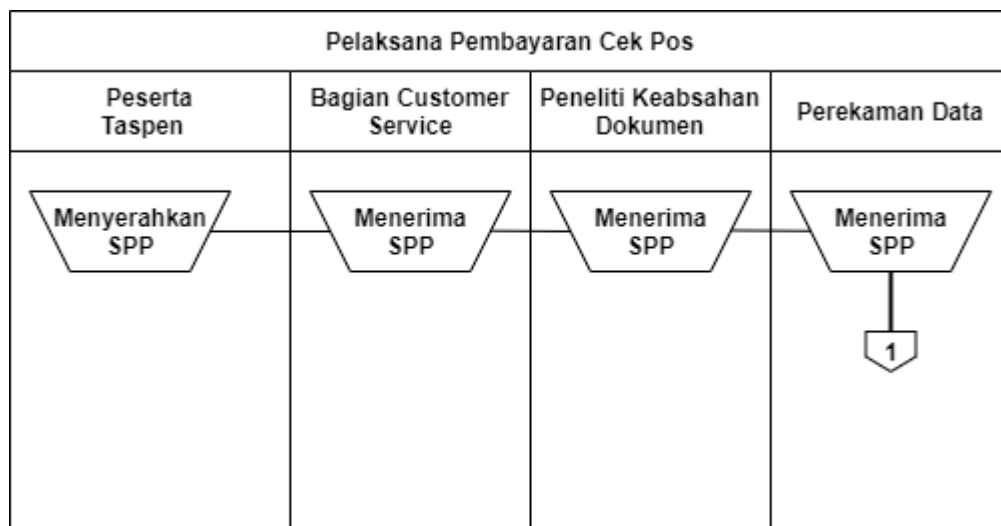 Pelaksana Pembayaran Cek Pos
Peserta
Taspen
Bagian Customer
Service
Peneliti Keabsahan
Dokumen
Perekaman Data
Menyerahkan
SPP
Menerima
SPP
Menerima
SPP
Menerima
SPP
1